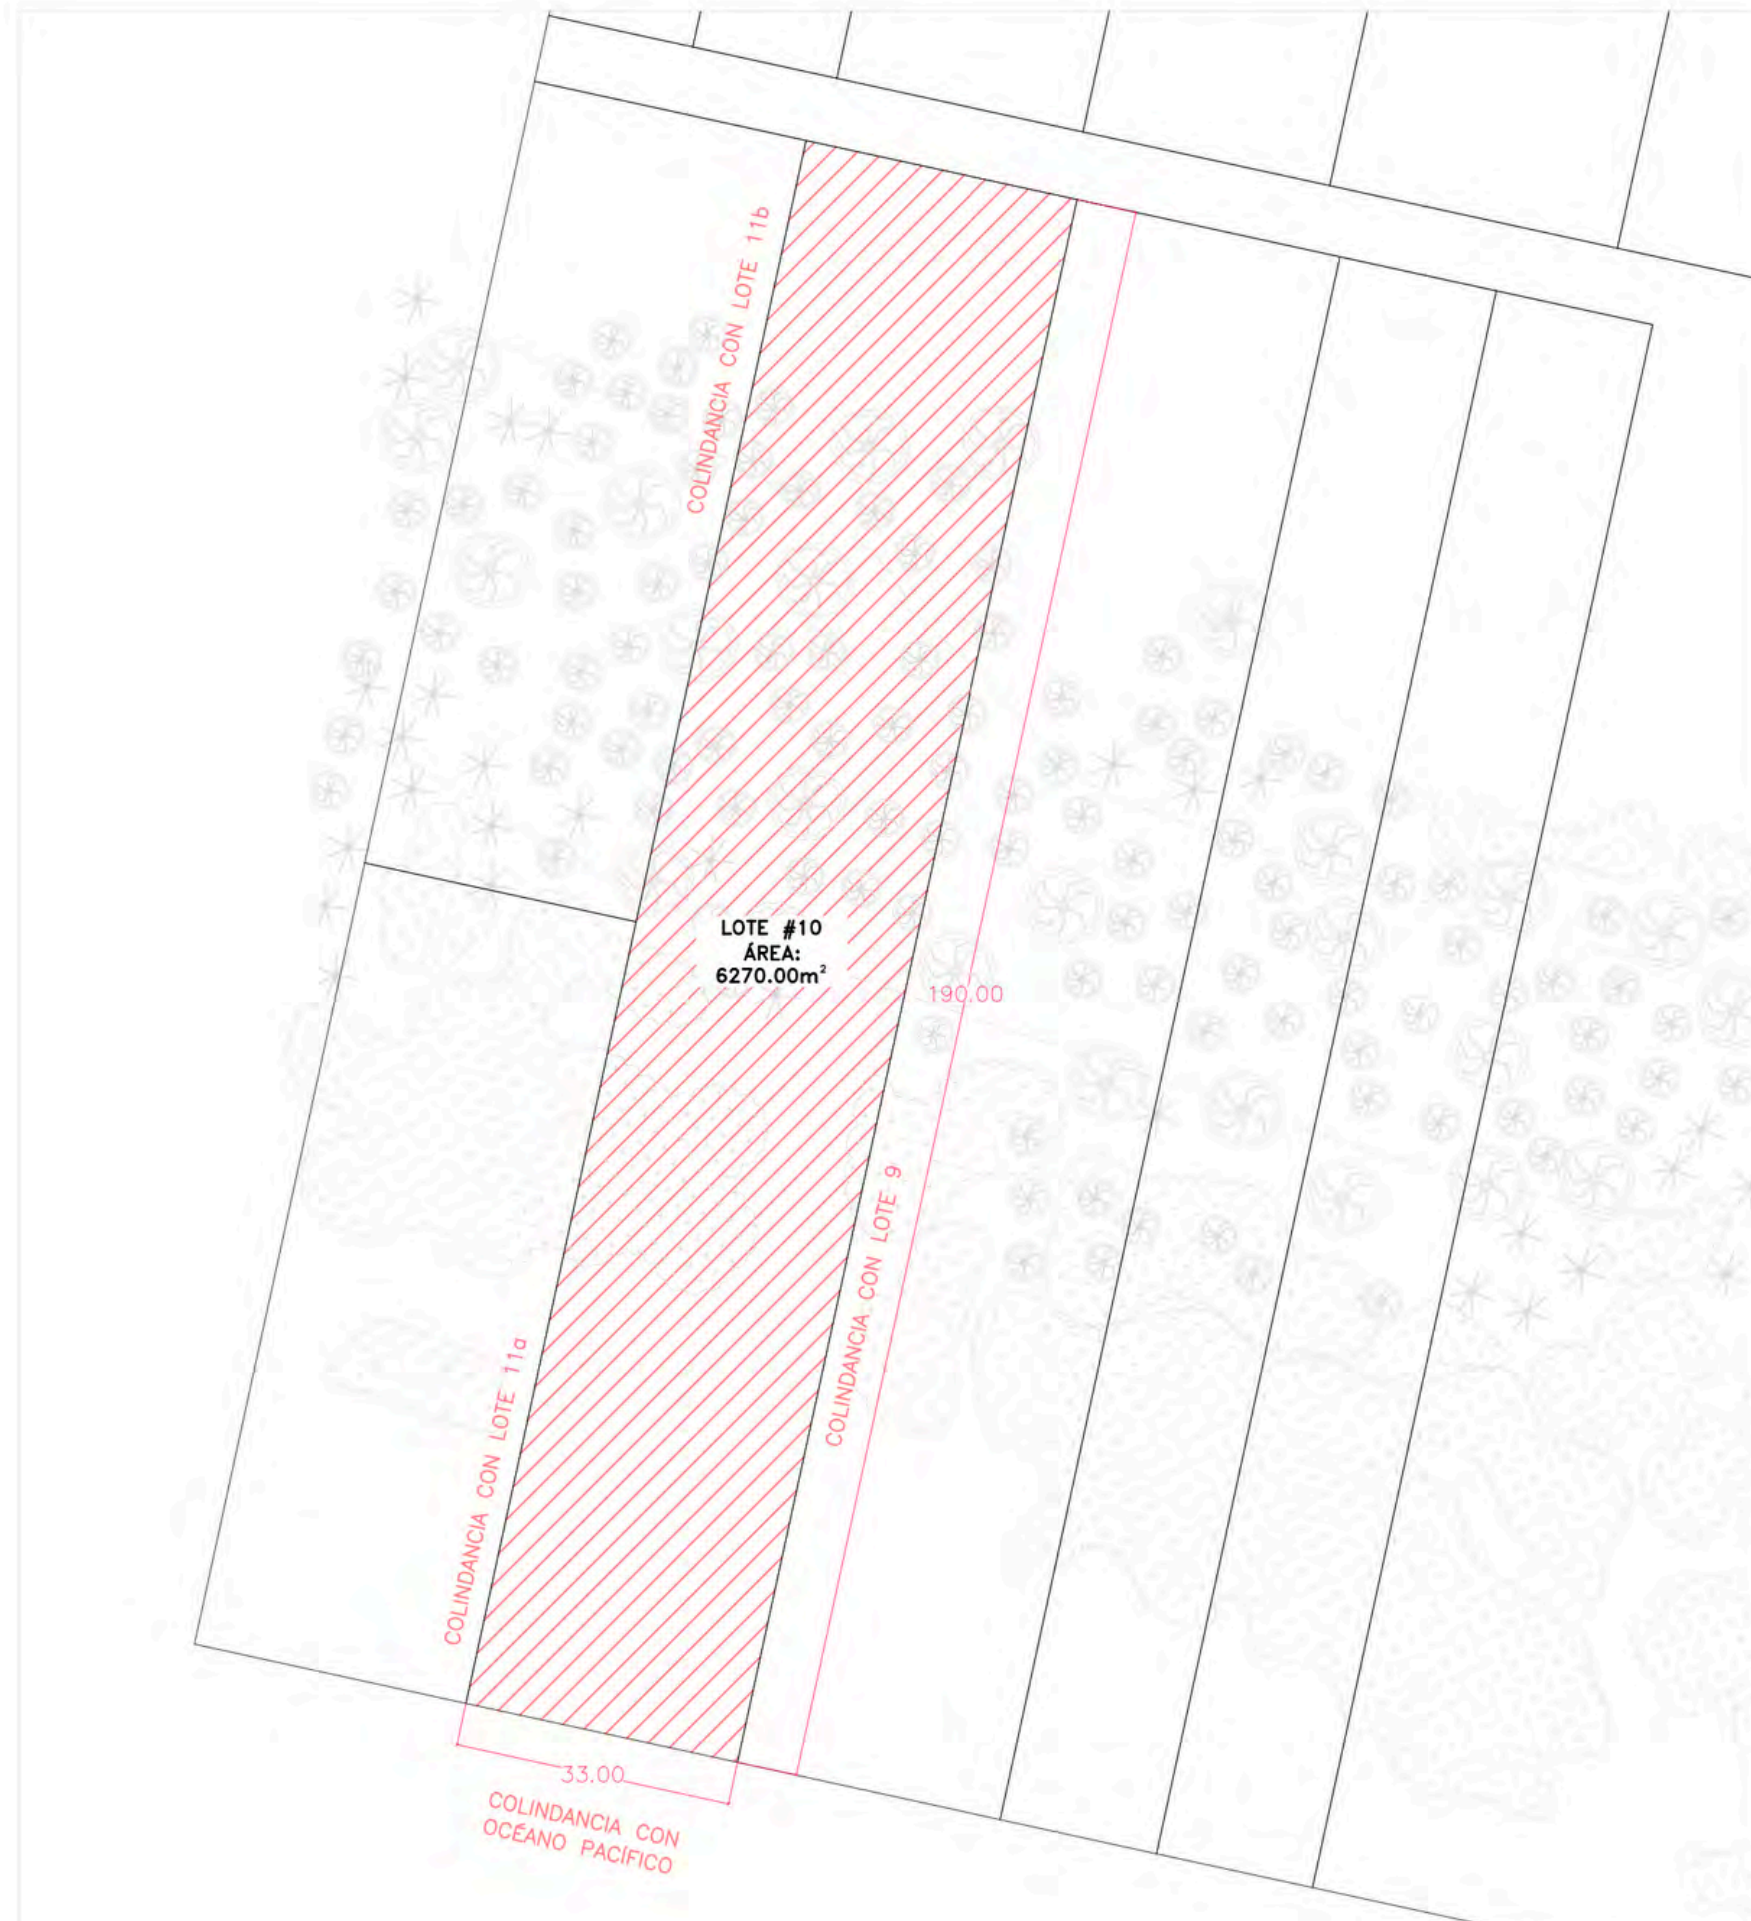 COLINDANCIA CON LOTE 11b
LOTE #10
ÁREA:
6270.00m²
190.00
COLINDANCIA CON LOTE 9
COLINDANCIA CON LOTE 11a
33.00
COLINDANCIA CON
OCÉANO PACÍFICO